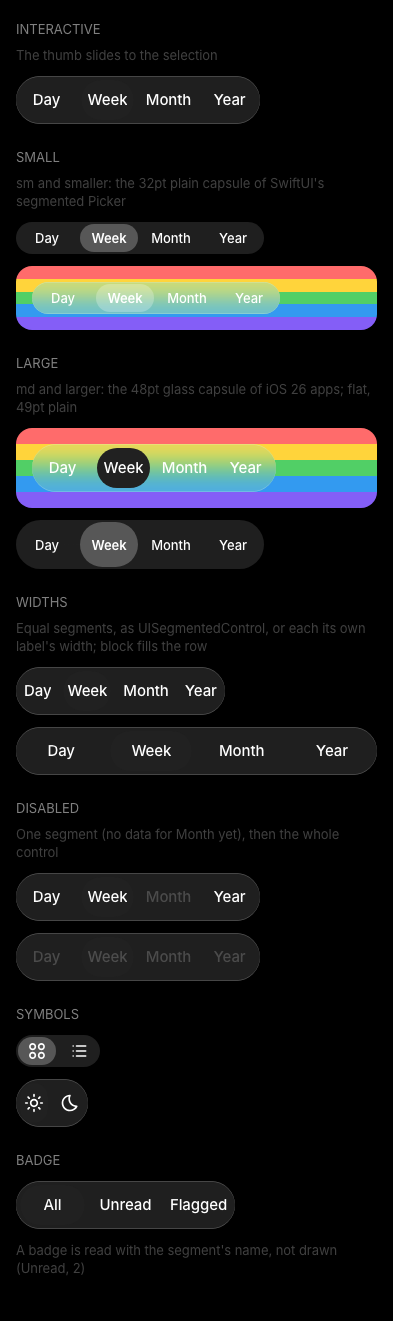 INTERACTIVE
The thumb slides to the selection
Day Week Month Year
SMALL
sm and smaller: the 32pt plain capsule of SwiftUI's
segmented Picker
Day Week Month Year
Day Week Month Year
LARGE
md and larger: the 48pt glass capsule of iOS 26 apps; flat,
49pt plain
Day Week Month Year
Day Week Month Year
WIDTHS
Equal segments, as UISegmentedControl, or each its own
label's width; block fills the row
Day Week Month Year
Day Week Month Year
DISABLED
One segment (no data for Month yet), then the whole
control
Day Week Month Year
Day Week Month Year
SYMBOLS
BADGE
All Unread Flagged
A badge is read with the segment's name, not drawn
(Unread, 2)